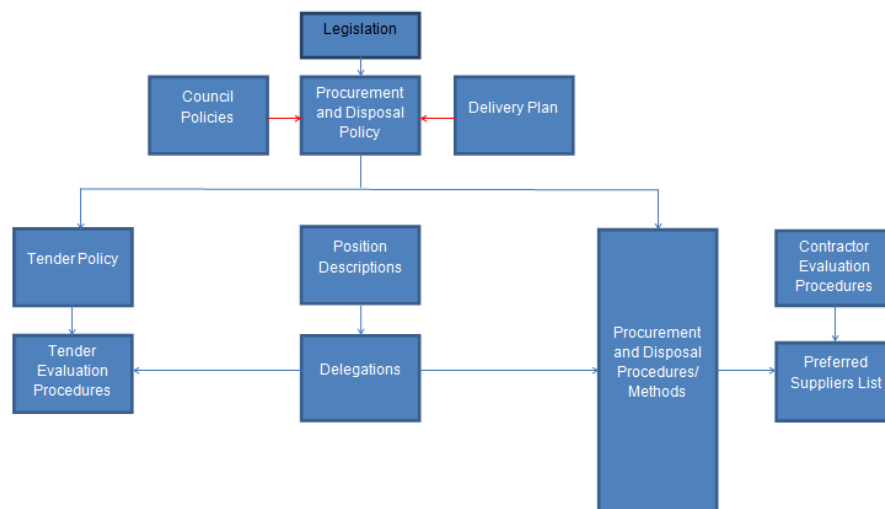 Legislation
Council
Policies
Procurement
and Disposal
Policy
Delivery Plan
Tender Policy
Position
Descriptions
Contractor
Evaluation
Procedures
Tender
Evaluation
Procedures
Delegations
Procurement
and Disposal
Procedures/
Methods
Preferred
Suppliers List